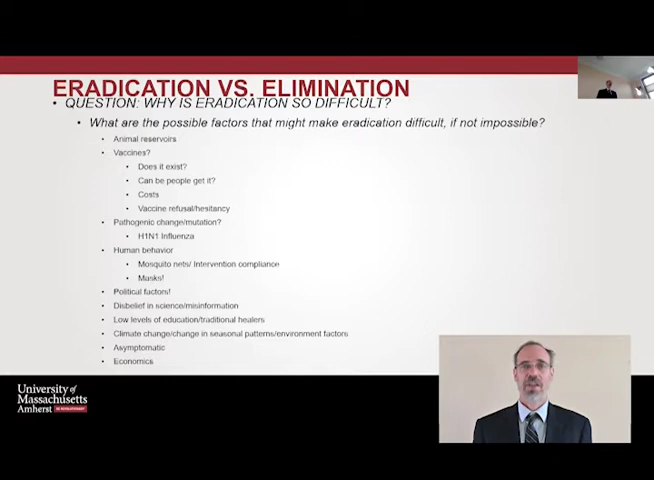 ERADICATION VS. ELIMINATION
• QUESTION: WHY IS ERADICATION SO DIFFICULT?
• What are the possible factors that might make eradication difficult, if not impossible?
• Animal reservoirs
• Vaccines?
• Does it exist?
• Can be people get it?
• Costs
• Vaccine refusal/hesitancy
• Pathogenic change/mutation?
• H1N1 Influenza
• Human behavior
• Mosquito nets/ Intervention compliance
• Masks!
• Political factors!
• Disbelief in science/misinformation
• Low levels of education/traditional healers
• Climate change/change in seasonal patterns/environment factors
• Asymptomatic
• Economics
University of
Massachusetts
Amherst BE REVOLUTIONARY